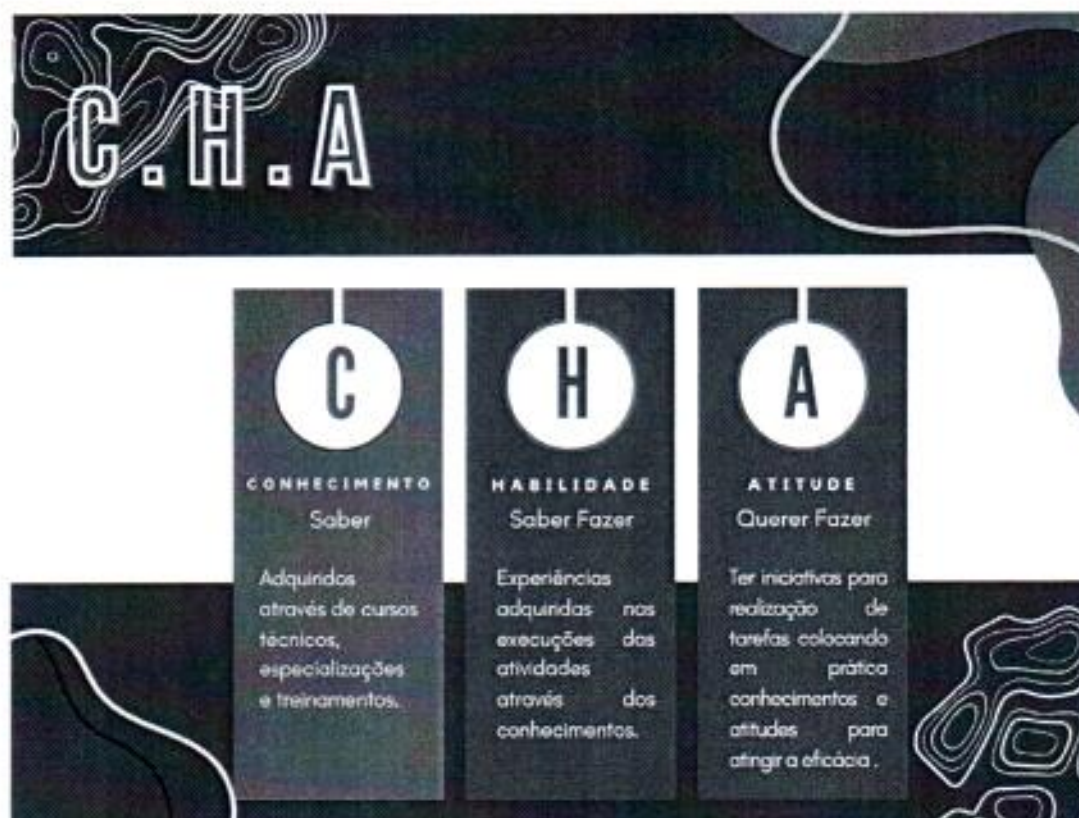 C.H.A
C
CONHECIMENTO
Saber
Adquiridos
através de cursos
técnicos,
especializações
e treinamentos.
H
HABILIDADE
Saber Fazer
Experiências
adquiridas nas
execuções das
atividades
através dos
conhecimentos.
A
ATITUDE
Querer Fazer
Ter iniciativas para
realização de
tarefas colocando
em prática
conhecimentos e
atitudes para
atingir a eficácia .